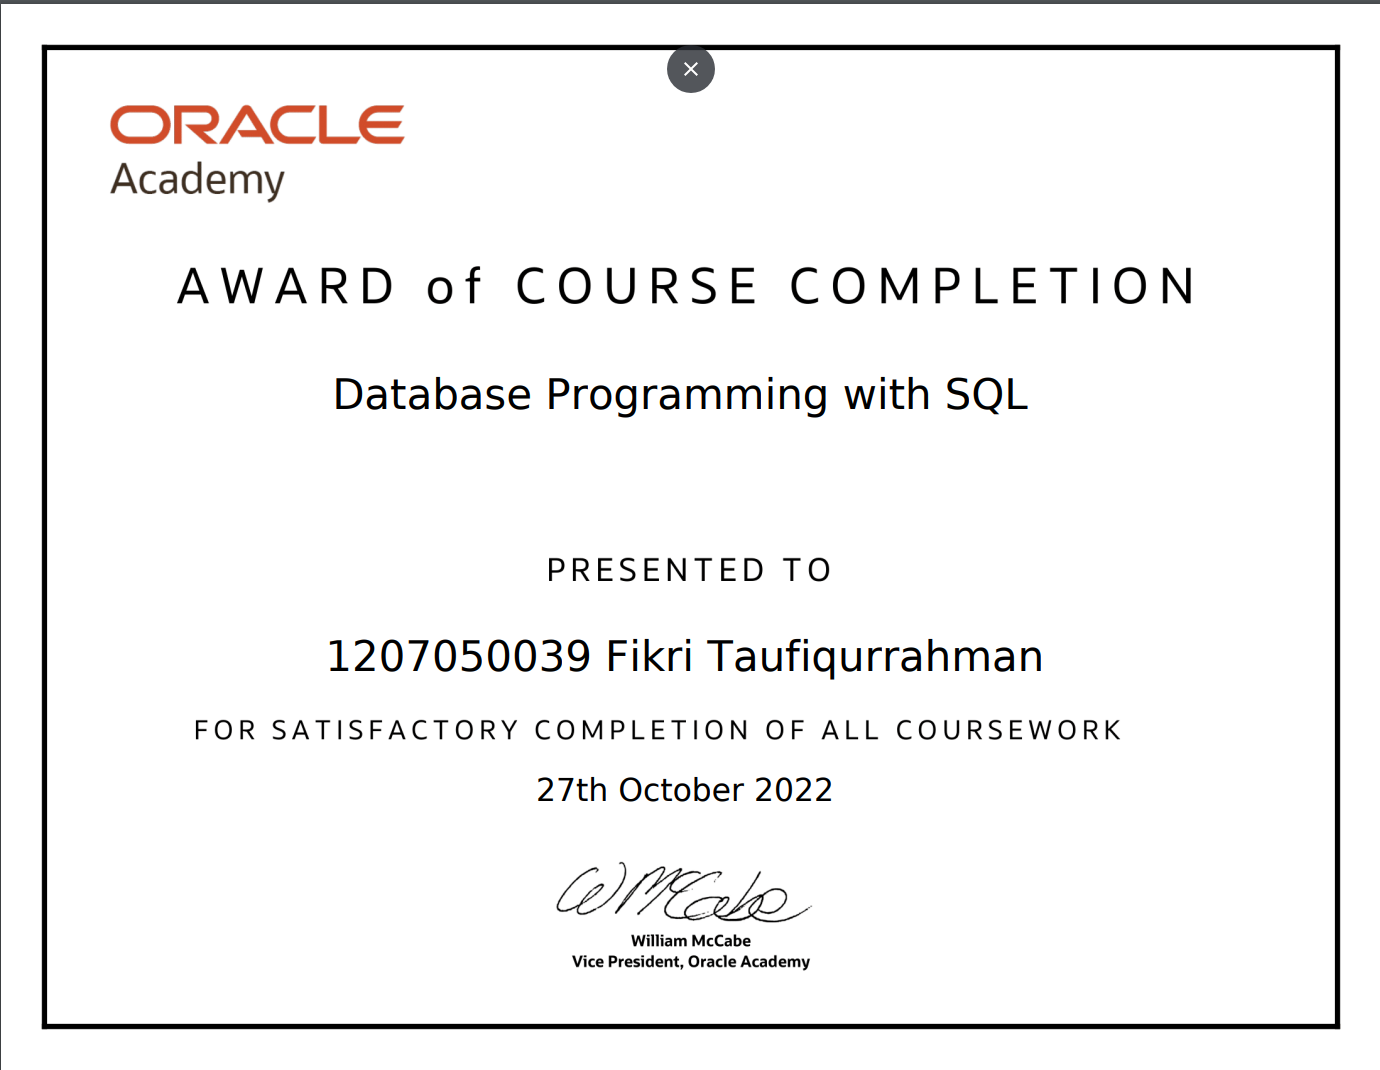 ORACLE
Academy
AWARD of COURSE COMPLETION
Database Programming with SQL
PRESENTED TO
1207050039 Fikri Taufiqurrahman
FOR SATISFACTORY COMPLETION OF ALL COURSEWORK
27th October 2022
W McCabe
William McCabe
Vice President, Oracle Academy